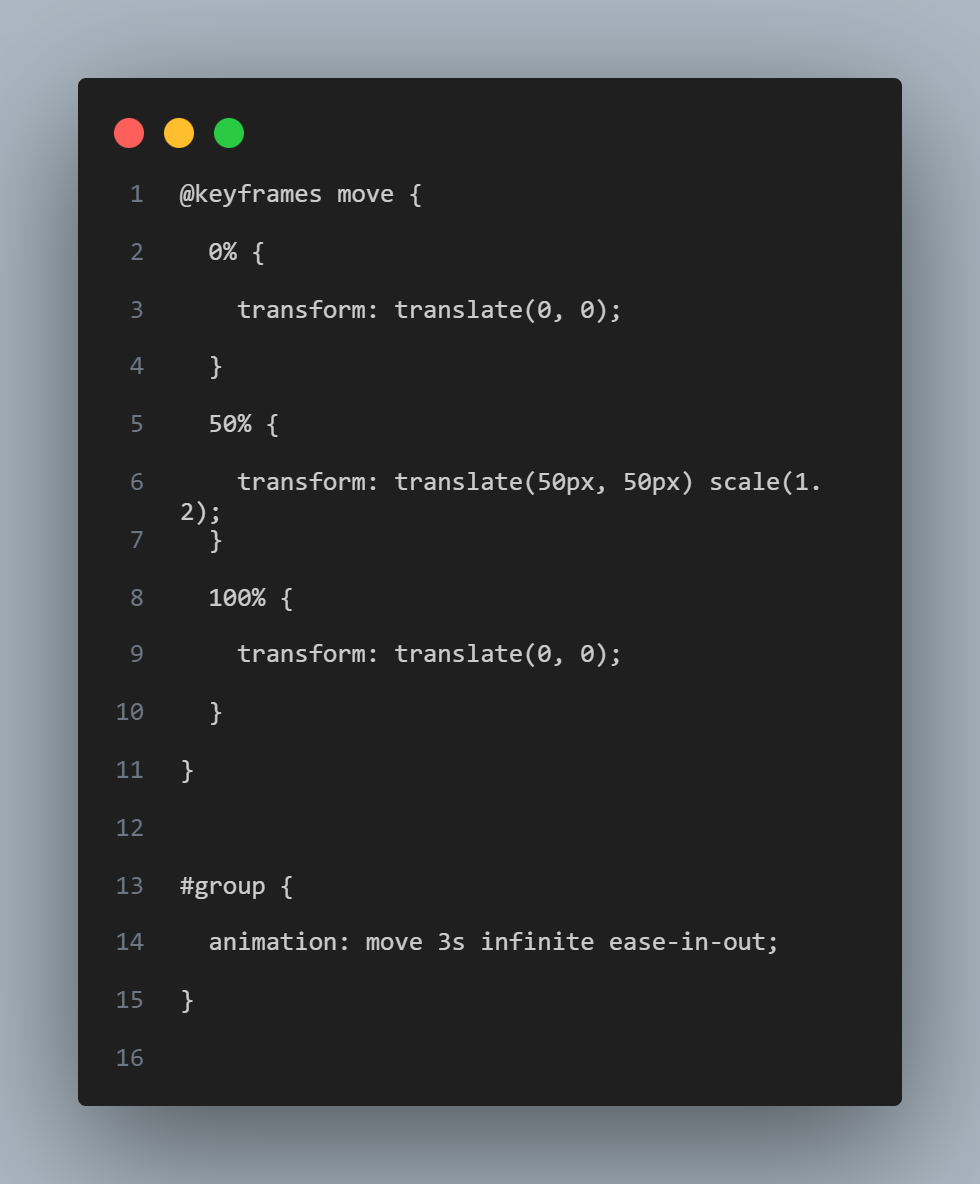 1 @keyframes move {
2   0% {
3     transform: translate(0, 0);
4   }
5   50% {
6     transform: translate(50px, 50px) scale(1.
2);
7   }
8   100% {
9     transform: translate(0, 0);
10   }
11 }
12
13 #group {
14   animation: move 3s infinite ease-in-out;
15 }
16